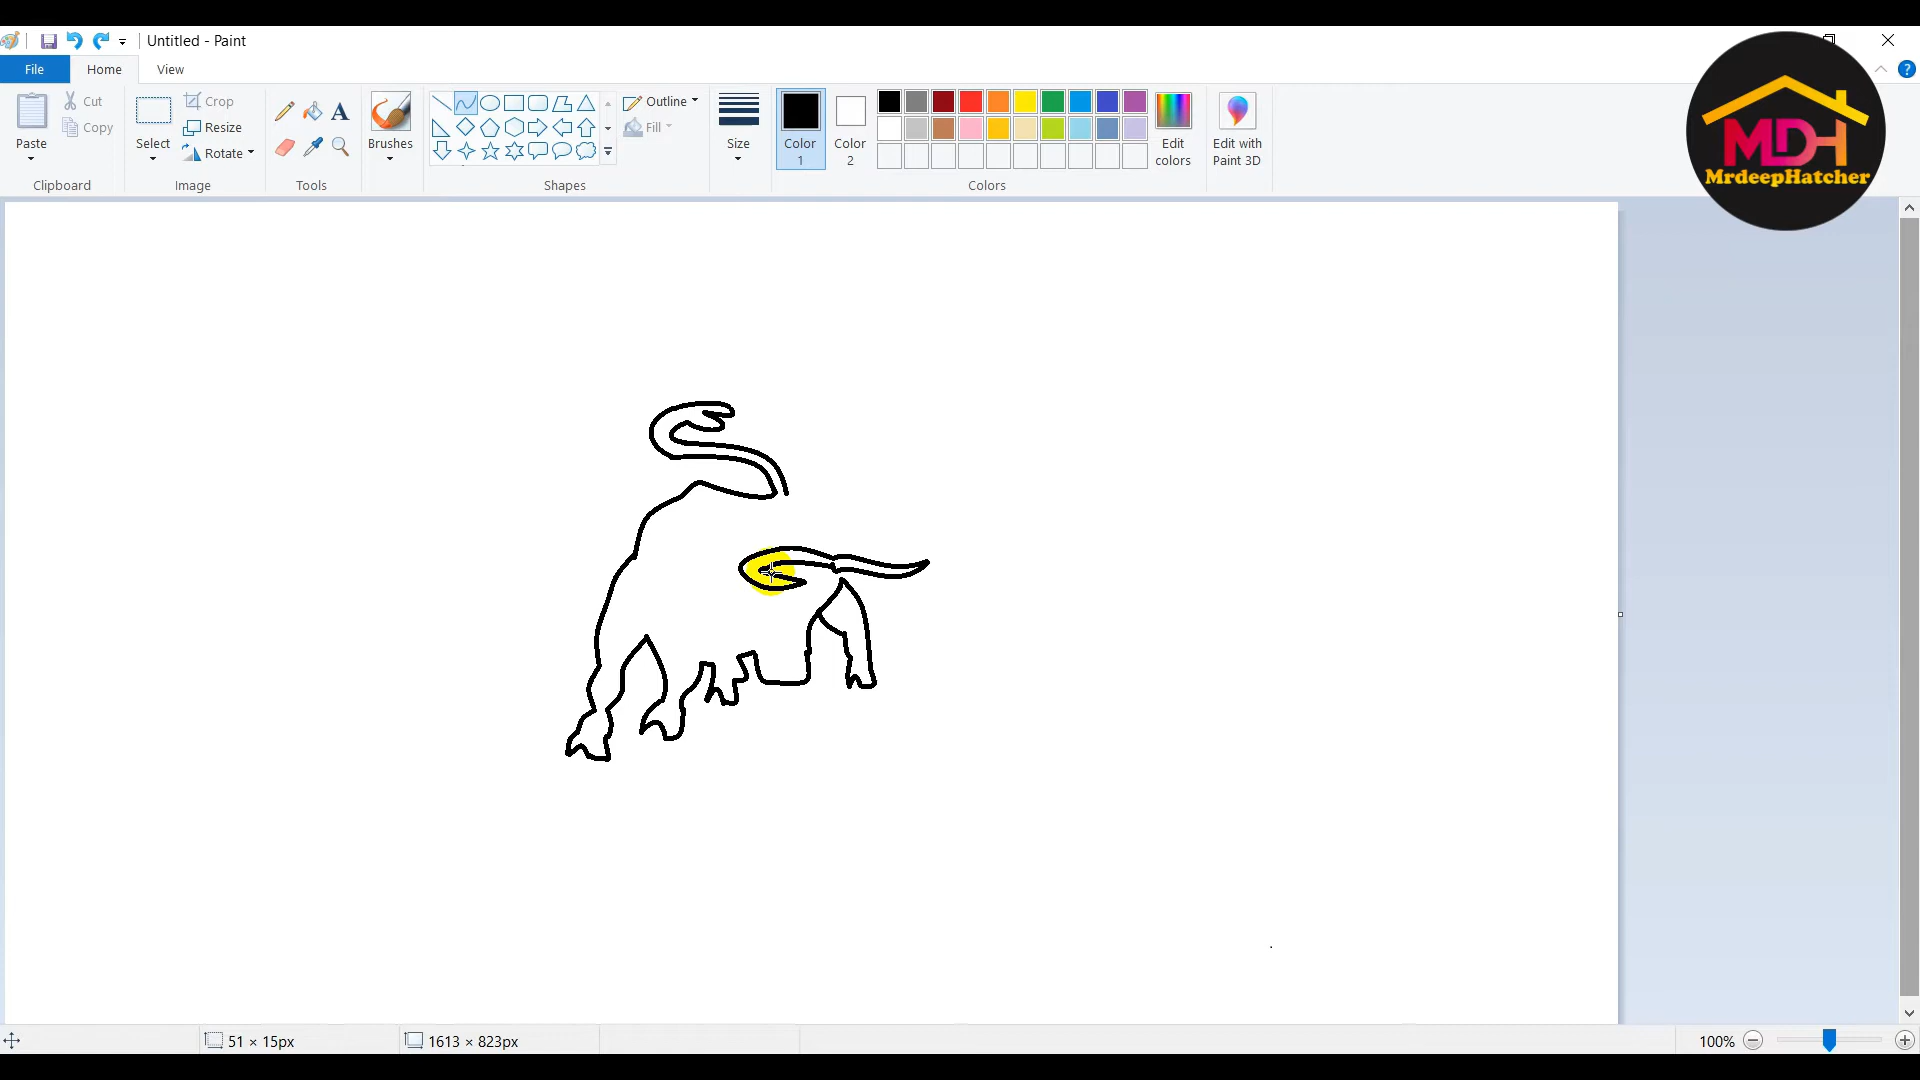 Untitled - Paint
File Home View
Paste
Cut
Copy
Clipboard
Select
Crop
Resize
Rotate
Image
A
Tools
Brushes
Shapes
Outline
Fill
Size
Color 1
Color 2
Colors
Edit colors
Edit with Paint 3D
?
MDH
MrdeepHatcher
51 × 15px
1613 × 823px
100%